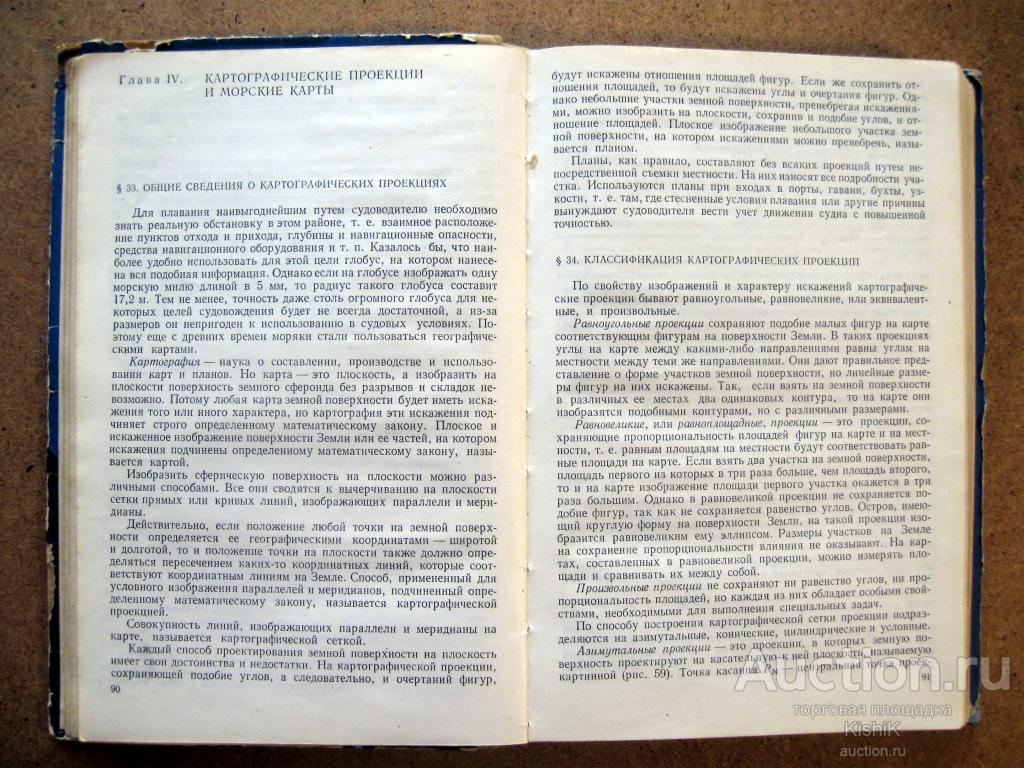 Глава IV. КАРТОГРАФИЧЕСКИЕ ПРОЕКЦИИ
И МОРСКИЕ КАРТЫ
§ 33. ОБЩИЕ СВЕДЕНИЯ О КАРТОГРАФИЧЕСКИХ ПРОЕКЦИЯХ
Для плавания наивыгоднейшим путем судоводителю необходимо
знать реальную обстановку в этом районе, т. е. взаимное расположе-
ние пунктов отхода и прихода, глубины и навигационные опасности,
средства навигационного оборудования и т. п. Казалось бы, что наи-
более удобно использовать для этой цели глобус, на котором нанесе-
на вся подобная информация. Однако если на глобусе изображать одну
морскую милю длиной в 5 мм, то радиус такого глобуса составит
17,2 м. Тем не менее, точность даже столь огромного глобуса для не-
которых целей судовождения будет не всегда достаточной, а из-за
размеров он непригоден к использованию в судовых условиях. По-
этому еще с древних времен моряки стали пользоваться географиче-
скими картами.
Картография — наука о составлении, производстве и использо-
вании карт и планов. Но карта — это плоскость, а изобразить на
плоскости поверхность земного сфероида без разрывов и складок не-
возможно. Потому любая карта земной поверхности будет иметь иска-
жения того или иного характера, но картография эти искажения под-
чиняет строго определенному математическому закону. Плоское и
искаженное изображение поверхности Земли или ее частей, на котором
искажения подчинены определенному математическому закону, назы-
вается картой.
Изобразить сферическую поверхность на плоскости можно раз-
личными способами. Все они сводятся к вычерчиванию на плоскости
сетки прямых или кривых линий, изображающих параллели и мери-
дианы.
Действительно, если положение любой точки на земной поверх-
ности определяется ее географическими координатами — широтой
и долготой, то и положение точки на плоскости также должно опре-
деляться пересечением каких-то координатных линий, которые соот-
ветствуют координатным линиям на Земле. Способ, примененный для
условного изображения параллелей и меридианов, подчиненный опре-
деленному математическому закону, называется картографической
проекцией.
Совокупность линий, изображающих параллели и меридианы на
карте, называется картографической сеткой.
Каждый способ проектирования земной поверхности на плоскость
имеет свои достоинства и недостатки. На картографической проекции,
сохраняющей подобие углов, а следовательно, и очертаний фигур,
90
будут искажены отношения площадей фигур. Если же сохранить от-
ношения площадей, то будут искажены углы и очертания фигур. Од-
нако небольшие участки земной поверхности, пренебрегая искажения-
ми, можно изобразить на плоскости, сохранив и подобие углов, и от-
ношение площадей. Плоское изображение небольшого участка зем-
ной поверхности, на котором искажениями можно пренебречь, назы-
вается планом.
Планы, как правило, составляют без всяких проекций путем не-
посредственной съемки местности. На них наносят все подробности уча-
стка. Используются планы при входах в порты, гавани, бухты, уз-
кости, т. е. там, где стесненные условия плавания или другие причины
вынуждают судоводителя вести учет движения судна с повышенной
точностью.
§ 34. КЛАССИФИКАЦИЯ КАРТОГРАФИЧЕСКИХ ПРОЕКЦИЙ
По свойству изображений и характеру искажений картографиче-
ские проекции бывают равноугольные, равновеликие, или эквивалент-
ные, и произвольные.
Равноугольные проекции сохраняют подобие малых фигур на карте
соответствующим фигурам на поверхности Земли. В таких проекциях
углы на карте между какими-либо направлениями равны углам на
местности между теми же направлениями. Они дают правильное пред-
ставление о форме участков земной поверхности, но линейные разме-
ры фигур на них искажены. Так, если взять на земной поверхности
в различных ее местах два одинаковых контура, то на карте они
изобразятся подобными контурами, но с различными размерами.
Равновеликие, или равноплощадные, проекции — это проекции, со-
храняющие пропорциональность площадей фигур на карте и на мест-
ности, т. е. равным площадям на местности будут соответствовать рав-
ные площади на карте. Если взять два участка на земной поверхности,
площадь первого из которых в три раза больше, чем площадь второго,
то и на карте изображение площади первого участка окажется в три
раза большим. Однако в равновеликой проекции не сохраняется по-
добие фигур, так как не сохраняется равенство углов. Остров, имею-
щий круглую форму на поверхности Земли, на такой проекции изо-
бразится равновеликим ему эллипсом. Размеры участков на Земле
на сохранение пропорциональности влияния не оказывают. На кар-
тах, составленных в равновеликой проекции, можно измерять пло-
щади и сравнивать их между собой.
Произвольные проекции не сохраняют ни равенство углов, ни про-
порциональность площадей, но каждая из них обладает особыми свой-
ствами, необходимыми для выполнения специальных задач.
По способу построения картографической сетки проекции подраз-
деляются на азимутальные, конические, цилиндрические и условные.
Азимутальные проекции — это проекции, в которых земную по-
верхность проектируют на касательную к ней плоскость, называемую
картинной (рис. 59). Точка касания PN — центральная точка проек-
91
Auction.ru
торговая площадка
KishiK
auction.ru